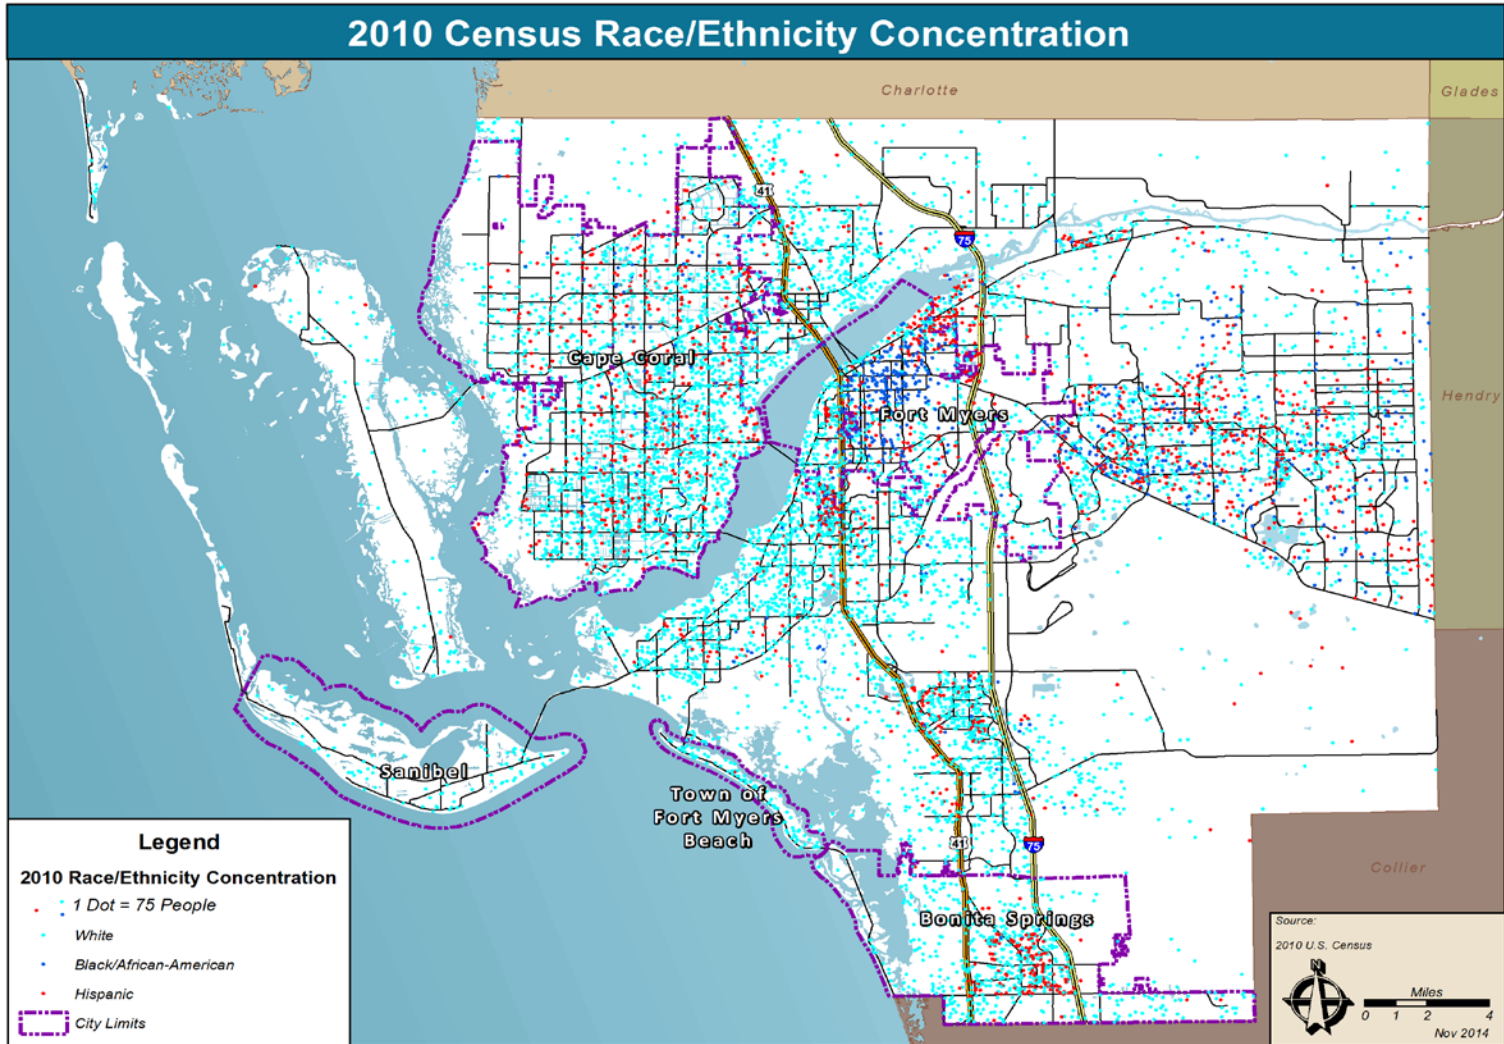 2010 Census Race/Ethnicity Concentration
Charlotte
Glades
41
75
Cape Coral
Hendry
Fort Myers
Sanibel
Town of
Fort Myers
Beach
41
75
Collier
Bonita Springs
Legend
2010 Race/Ethnicity Concentration
1 Dot = 75 People
White
Black/African-American
Hispanic
City Limits
Source:
2010 U.S. Census
N
Miles
0 1 2 4
Nov 2014